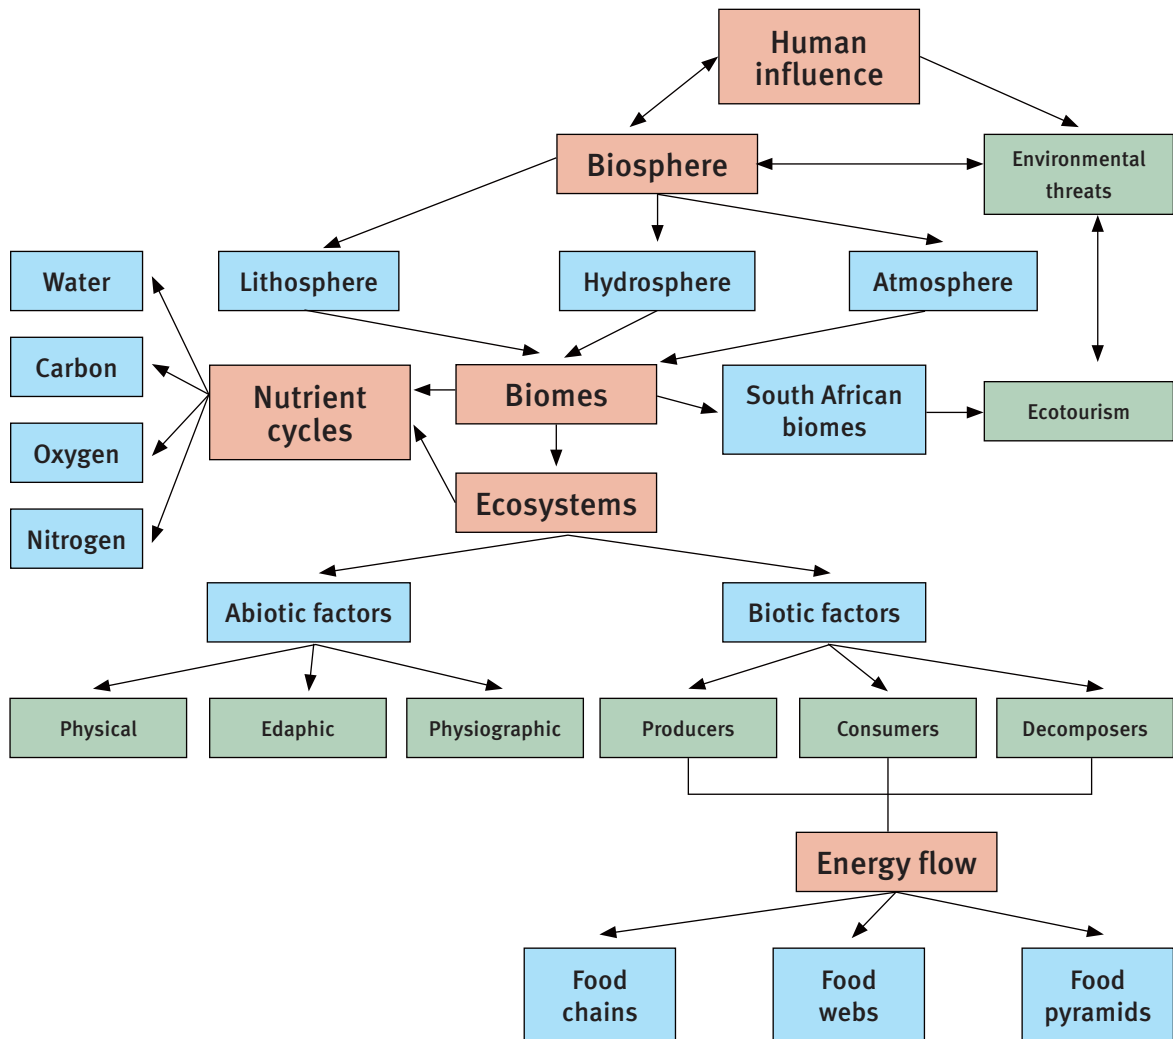 Human
influence
Biosphere
Environmental
threats
Water
Lithosphere
Hydrosphere
Atmosphere
Carbon
Nutrient
cycles
Biomes
South African
biomes
Ecotourism
Oxygen
Ecosystems
Nitrogen
Abiotic factors
Biotic factors
Physical
Edaphic
Physiographic
Producers
Consumers
Decomposers
Energy flow
Food
chains
Food
webs
Food
pyramids